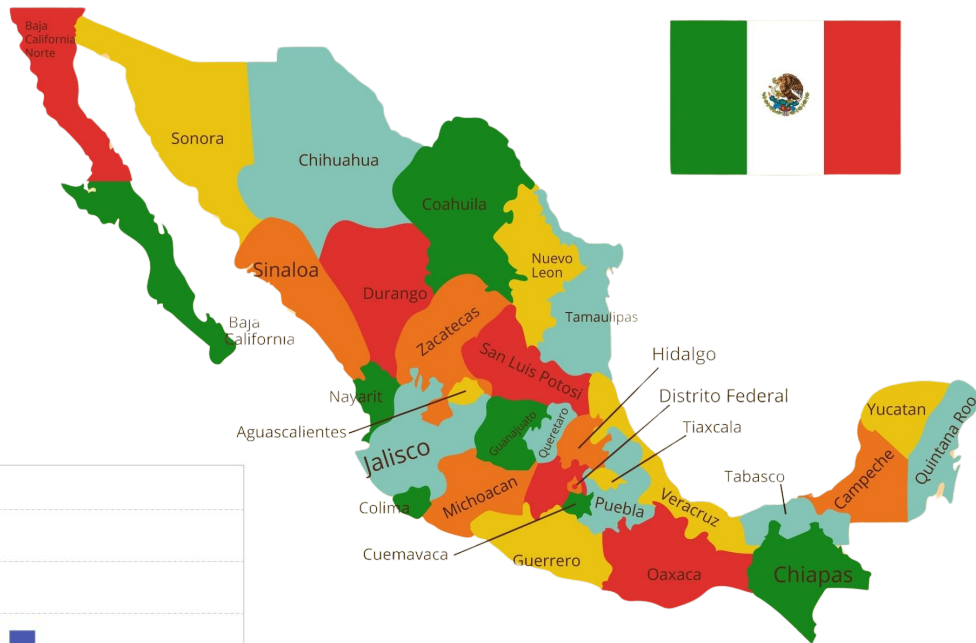 Baja
California
Norte
Sonora
Chihuahua
Coahuila
Sinaloa
Nuevo
Leon
Durango
Baja
California
Tamaulipas
Zacatecas
San Luis Potosi
Hidalgo
Nayarit
Distrito Federal
Aguascalientes
Guanajuato
Queretaro
Tiaxcala
Yucatan
Quintana Roo
Jalisco
Campeche
Tabasco
Michoacan
Colima
Puebla
Veracruz
Cuemavaca
Guerrero
Oaxaca
Chiapas